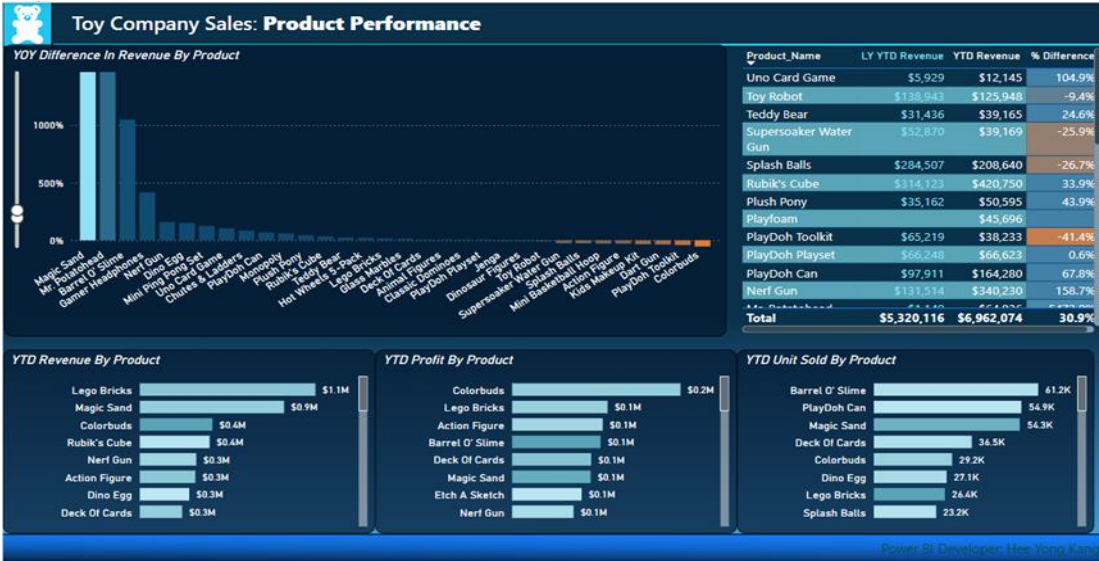 Toy Company Sales: Product Performance
YOY Difference In Revenue By Product
1000%
500%
0%
Magic Sand
Mr. Potatohead
Barrel O' Slime
Gamer Headphones
Nerf Gun
Dino Egg
Mini Ping Pong Set
Uno Card Game
Chutes & Ladders
PlayDoh Can
Monopoly
Plush Pony
Rubik's Cube
Teddy Bear
Hot Wheels 5-Pack
Lego Bricks
Glass Marbles
Deck Of Cards
Animal Figures
Classic Dominoes
PlayDoh Playset
Jenga
Dinosaur Figures
Toy Robot
Supersoaker Water Gun
Splash Balls
Mini Basketball Hoop
Action Figure
Kids Makeup Kit
Gun
PlayDoh Toolkit
Colorbuds
Product_Name LY YTD Revenue YTD Revenue % Difference
Uno Card Game $5,929 $12,145 104.9%
Toy Robot $138,943 $125,948 -9.4%
Teddy Bear $31,436 $39,165 24.6%
Supersoaker Water $52,870 $39,169 -25.9%
Gun
Splash Balls $284,507 $208,640 -26.7%
Rubik's Cube $314,123 $420,750 33.9%
Plush Pony $35,162 $50,595 43.9%
Playfoam $45,696
PlayDoh Toolkit $65,219 $38,233 -41.4%
PlayDoh Playset $66,248 $66,623 0.6%
PlayDoh Can $97,911 $164,280 67.8%
Nerf Gun $131,514 $340,230 158.7%
Total $5,320,116 $6,962,074 30.9%
YTD Revenue By Product
Lego Bricks $1.1M
Magic Sand $0.9M
Colorbuds $0.4M
Rubik's Cube $0.4M
Nerf Gun $0.3M
Action Figure $0.3M
Dino Egg $0.3M
Deck Of Cards $0.3M
YTD Profit By Product
Colorbuds $0.2M
Lego Bricks $0.1M
Action Figure $0.1M
Barrel O' Slime $0.1M
Deck Of Cards $0.1M
Magic Sand $0.1M
Etch A Sketch $0.1M
Nerf Gun $0.1M
YTD Unit Sold By Product
Barrel O' Slime 61.2K
PlayDoh Can 54.9K
Magic Sand 54.3K
Deck Of Cards 36.5K
Colorbuds 29.2K
Dino Egg 27.1K
Lego Bricks 26.4K
Splash Balls 23.2K
Power BI Developer: Hee Yong Kang